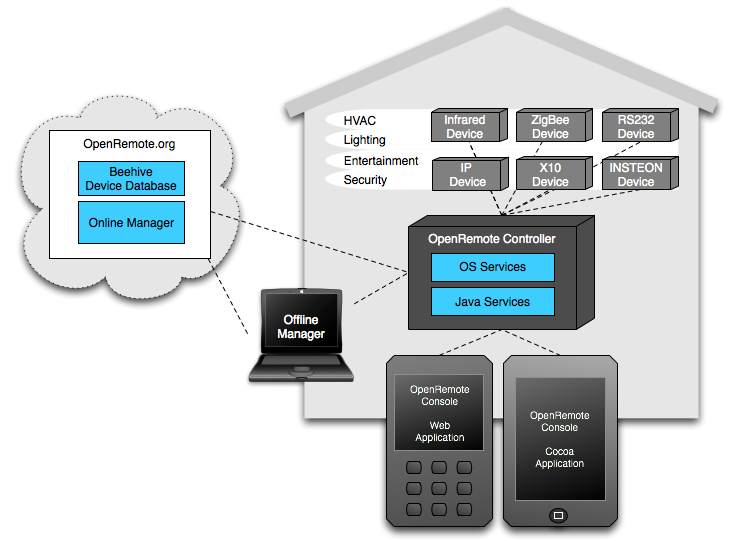 OpenRemote.org
Beehive
Device Database
Online Manager
Offline
Manager
HVAC
Lighting
Entertainment
Security
Infrared
Device
ZigBee
Device
RS232
Device
IP
Device
X10
Device
INSTEON
Device
OpenRemote Controller
OS Services
Java Services
OpenRemote
Console
Web
Application
OpenRemote
Console
Cocoa
Application